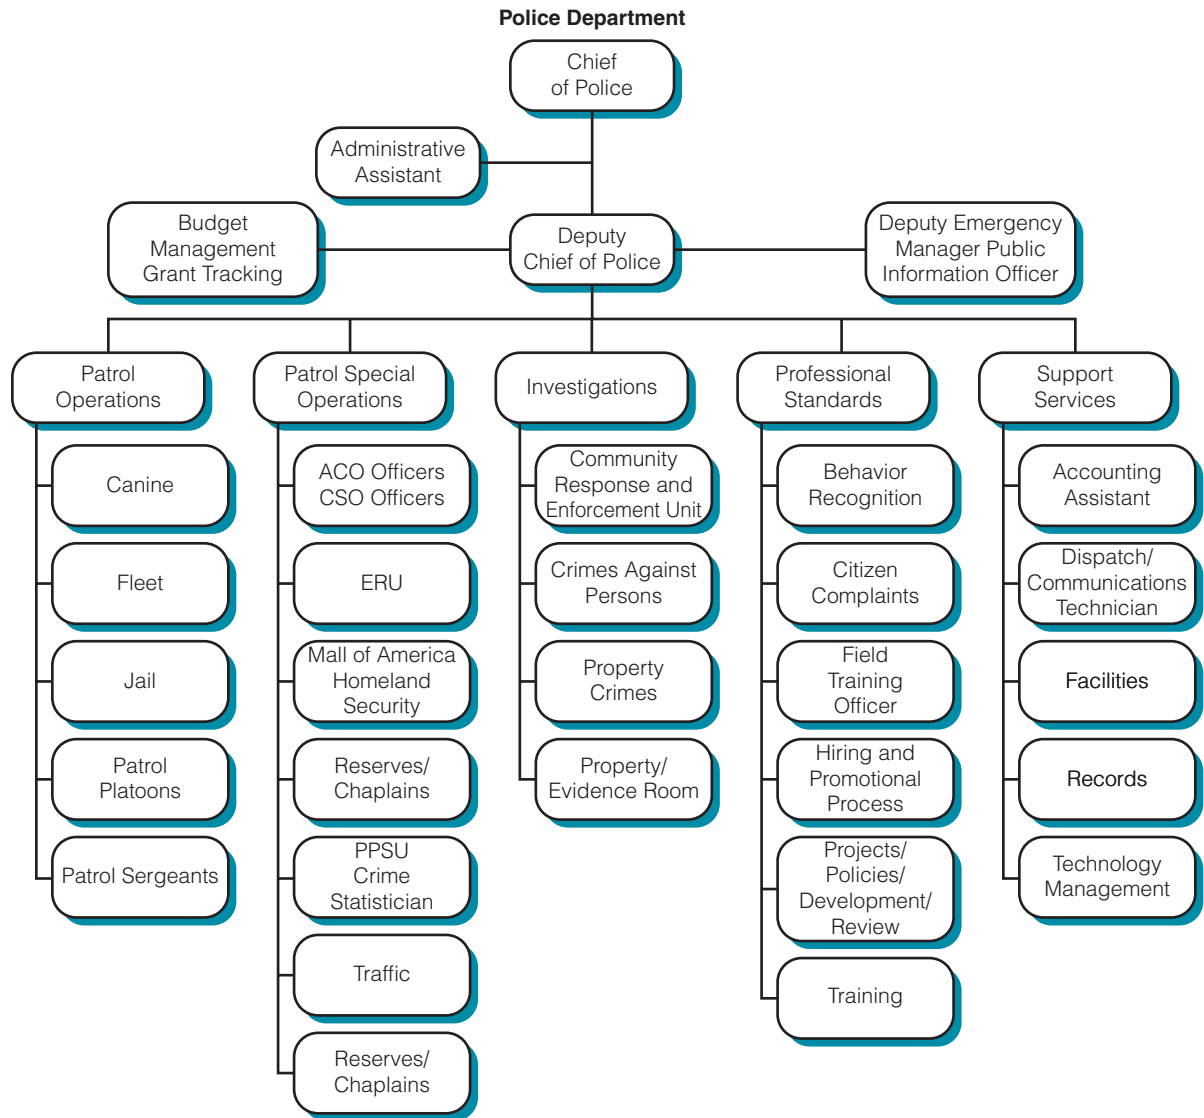 Police Department
Chief
of Police
Administrative
Assistant
Budget
Management
Grant Tracking
Deputy
Chief of Police
Deputy Emergency
Manager Public
Information Officer
Patrol
Operations
Patrol Special
Operations
Investigations
Professional
Standards
Support
Services
Canine
Fleet
Jail
Patrol
Platoons
Patrol Sergeants
ACO Officers
CSO Officers
ERU
Mall of America
Homeland
Security
Reserves/
Chaplains
PPSU
Crime
Statistician
Traffic
Reserves/
Chaplains
Community
Response and
Enforcement Unit
Crimes Against
Persons
Property
Crimes
Property/
Evidence Room
Behavior
Recognition
Citizen
Complaints
Field
Training
Officer
Hiring and
Promotional
Process
Projects/
Policies/
Development/
Review
Training
Accounting
Assistant
Dispatch/
Communications
Technician
Facilities
Records
Technology
Management